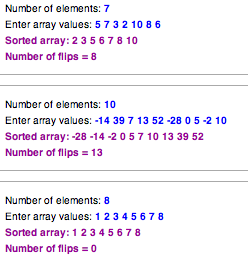 Number of elements: 7
Enter array values: 5 7 3 2 10 8 6
Sorted array: 2 3 5 6 7 8 10
Number of flips = 8
Number of elements: 10
Enter array values: -14 39 7 13 52 -28 0 5 -2 10
Sorted array: -28 -14 -2 0 5 7 10 13 39 52
Number of flips = 13
Number of elements: 8
Enter array values: 1 2 3 4 5 6 7 8
Sorted array: 1 2 3 4 5 6 7 8
Number of flips = 0